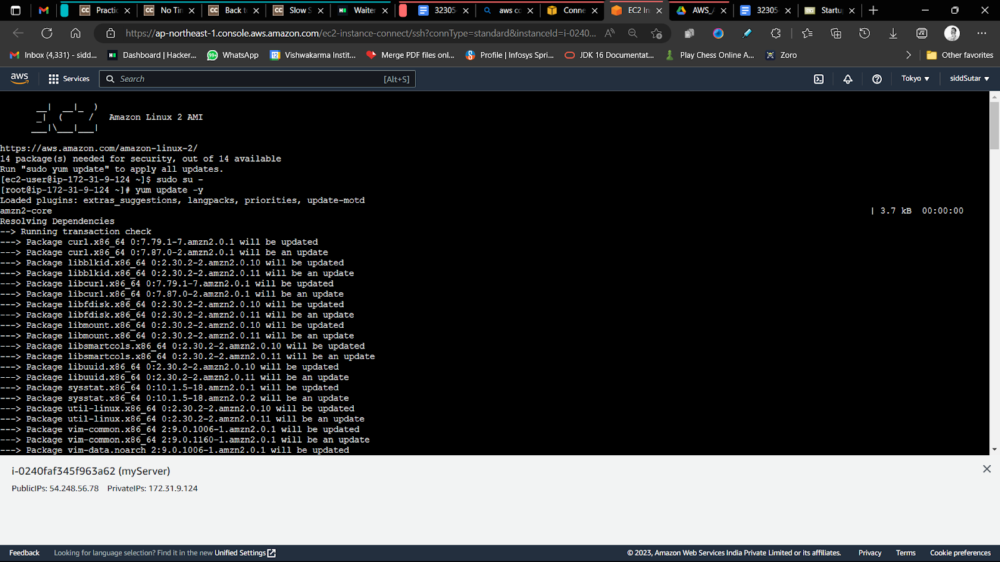 Practic
No Tir
Back t
Slow S
Waiter
32305
aws co
Conne
EC2 In
AWS_
32305
Startu
https://ap-northeast-1.console.aws.amazon.com/ec2-instance-connect/ssh?connType=standard&instanceId=i-0240...
Inbox (4,331) - sidd...
Dashboard | Hacker...
WhatsApp
Vishwakarma Instit...
Merge PDF files onl...
Profile | Infosys Spri...
JDK 16 Documentat...
Play Chess Online A...
Zoro
Other favorites
aws
Services
Search
[Alt+S]
Tokyo
siddSutar
Amazon Linux 2 AMI
https://aws.amazon.com/amazon-linux-2/
14 package(s) needed for security, out of 14 available
Run "sudo yum update" to apply all updates.
[ec2-user@ip-172-31-9-124 ~]$ sudo su -
[root@ip-172-31-9-124 ~]# yum update -y
Loaded plugins: extras_suggestions, langpacks, priorities, update-motd
amzn2-core | 3.7 kB 00:00:00
Resolving Dependencies
--> Running transaction check
---> Package curl.x86_64 0:7.79.1-7.amzn2.0.1 will be updated
---> Package curl.x86_64 0:7.87.0-2.amzn2.0.1 will be an update
---> Package libblkid.x86_64 0:2.30.2-2.amzn2.0.10 will be updated
---> Package libblkid.x86_64 0:2.30.2-2.amzn2.0.11 will be an update
---> Package libcurl.x86_64 0:7.79.1-7.amzn2.0.1 will be updated
---> Package libcurl.x86_64 0:7.87.0-2.amzn2.0.1 will be an update
---> Package libfdisk.x86_64 0:2.30.2-2.amzn2.0.10 will be updated
---> Package libfdisk.x86_64 0:2.30.2-2.amzn2.0.11 will be an update
---> Package libmount.x86_64 0:2.30.2-2.amzn2.0.10 will be updated
---> Package libmount.x86_64 0:2.30.2-2.amzn2.0.11 will be an update
---> Package libsmartcols.x86_64 0:2.30.2-2.amzn2.0.10 will be updated
---> Package libsmartcols.x86_64 0:2.30.2-2.amzn2.0.11 will be an update
---> Package libuuid.x86_64 0:2.30.2-2.amzn2.0.10 will be updated
---> Package libuuid.x86_64 0:2.30.2-2.amzn2.0.11 will be an update
---> Package sysstat.x86_64 0:10.1.5-18.amzn2.0.1 will be updated
---> Package sysstat.x86_64 0:10.1.5-18.amzn2.0.2 will be an update
---> Package util-linux.x86_64 0:2.30.2-2.amzn2.0.10 will be updated
---> Package util-linux.x86_64 0:2.30.2-2.amzn2.0.11 will be an update
---> Package vim-common.x86_64 2:9.0.1006-1.amzn2.0.1 will be updated
---> Package vim-common.x86_64 2:9.0.1160-1.amzn2.0.1 will be an update
---> Package vim-data.noarch 2:9.0.1006-1.amzn2.0.1 will be updated
i-0240faf345f963a62 (myServer)
PublicIPs: 54.248.56.78 PrivateIPs: 172.31.9.124
Feedback
Looking for language selection? Find it in the new Unified Settings
© 2023, Amazon Web Services India Private Limited or its affiliates.
Privacy
Terms
Cookie preferences